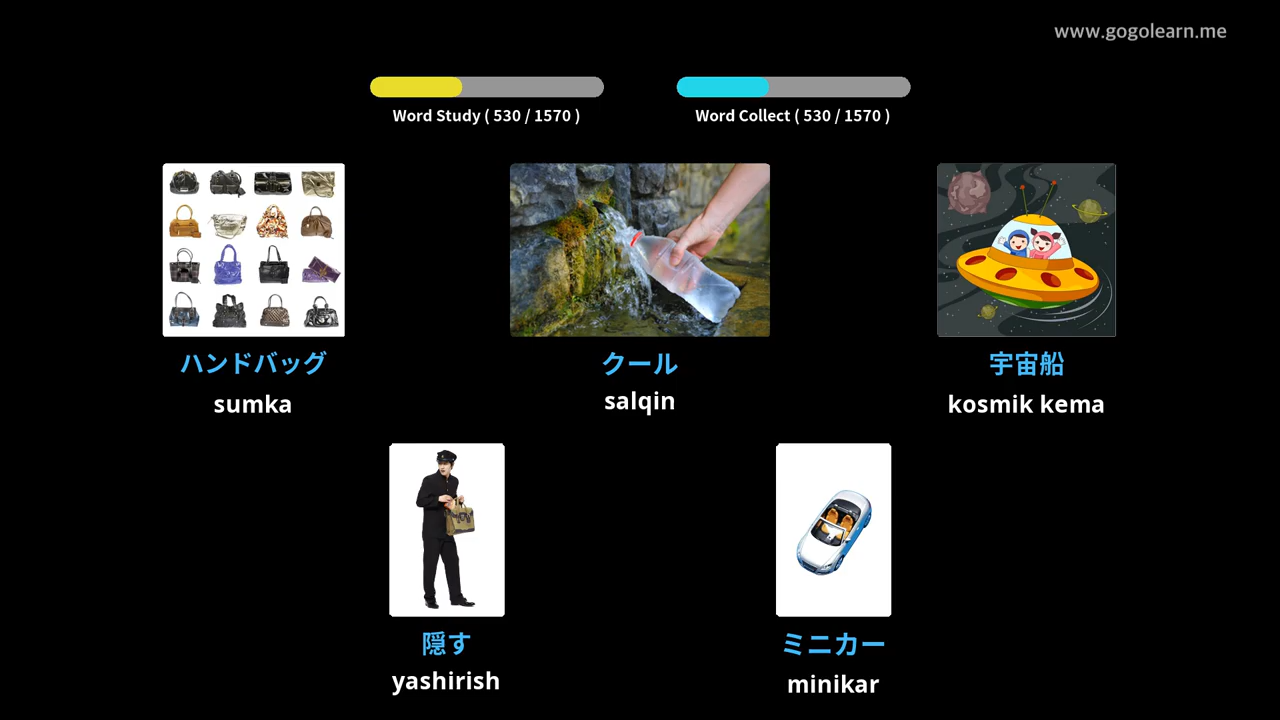 www.gogolearn.me
Word Study ( 530 / 1570 )
Word Collect ( 530 / 1570 )
ハンドバッグ
sumka
クール
salqin
宇宙船
kosmik kema
隠す
yashirish
ミニカー
minikar